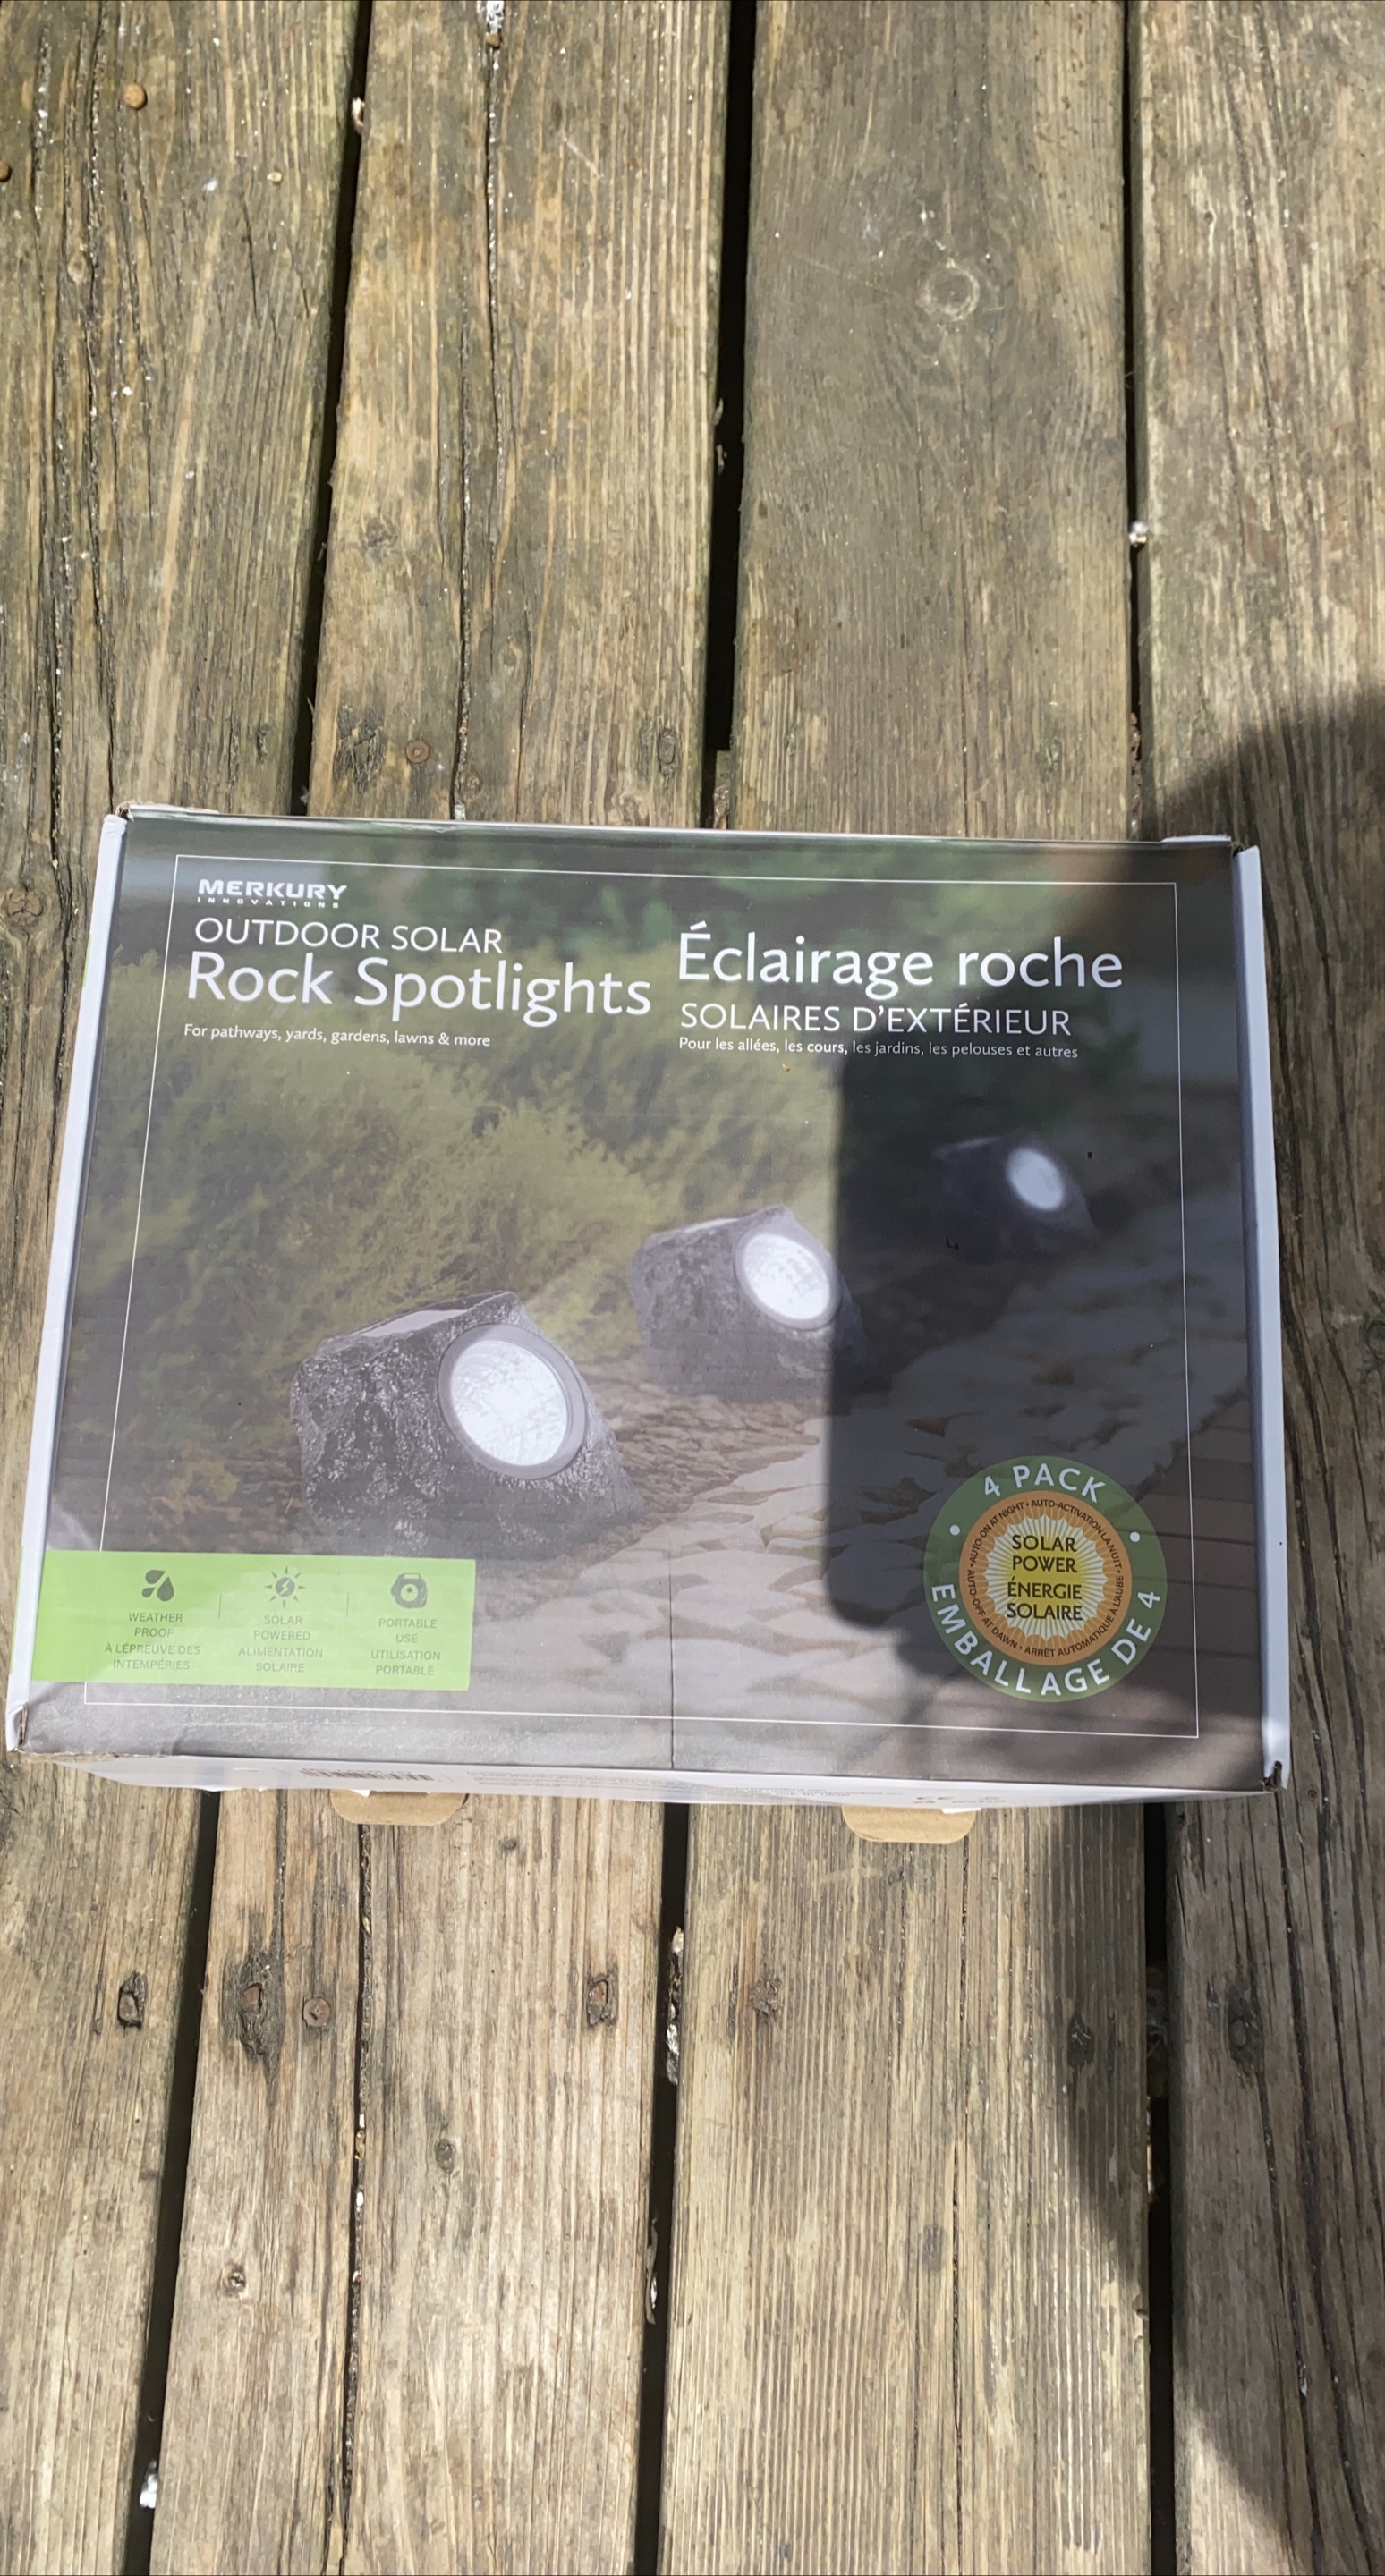 MERKURY
INNOVATIONS
OUTDOOR SOLAR
Rock Spotlights
For pathways, yards, gardens, lawns & more
Éclairage roche
SOLAIRES D'EXTÉRIEUR
Pour les allées, les cours, les jardins, les pelouses et autres
WEATHER
PROOF
À LÉPREUVE DES
INTEMPÉRIES
SOLAR
POWERED
ALIMENTATION
SOLAIRE
PORTABLE
USE
UTILISATION
PORTABLE
4 PACK
AUTO-ON AT NIGHT • AUTO-ACTIVATION LA NUIT •
SOLAR
POWER
ÉNERGIE
SOLAIRE
AUTO-OFF AT DAWN • ARRÊT AUTOMATIQUE À L'AUBE •
EMBALLAGE DE 4